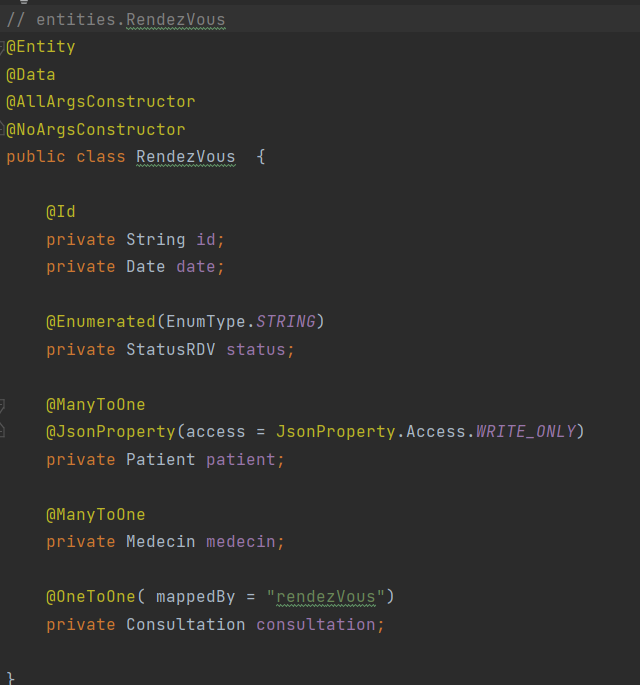 // entities.RendezVous
@Entity
@Data
@AllArgsConstructor
@NoArgsConstructor
public class RendezVous  {
@Id
private String id;
private Date date;
@Enumerated(EnumType.STRING)
private StatusRDV status;
@ManyToOne
@JsonProperty(access = JsonProperty.Access.WRITE_ONLY)
private Patient patient;
@ManyToOne
private Medecin medecin;
@OneToOne( mappedBy = "rendezVous")
private Consultation consultation;
}